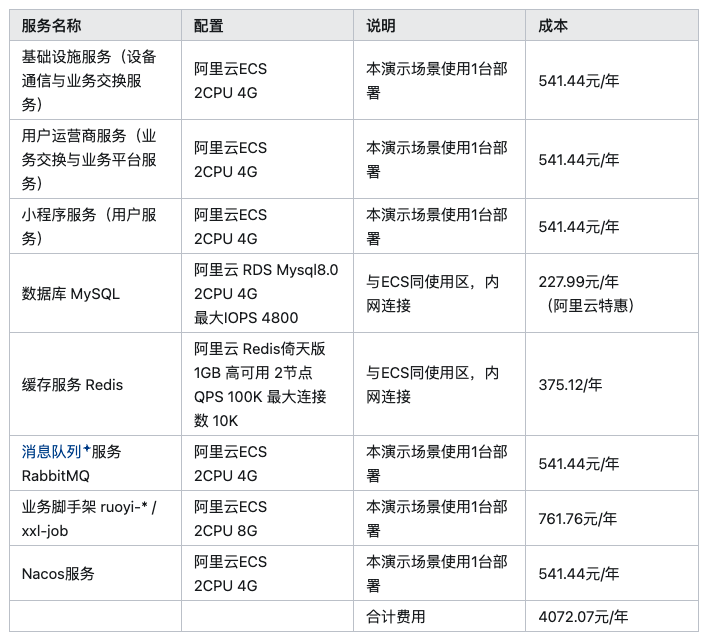 服务名称 配置 说明 成本
基础设施服务（设备
通信与业务交换服
务）
阿里云ECS
2CPU 4G
本演示场景使用1台部
署
541.44元/年
用户运营商服务（业
务交换与业务平台服
务）
阿里云ECS
2CPU 4G
本演示场景使用1台部
署
541.44元/年
小程序服务（用户服
务）
阿里云ECS
2CPU 4G
本演示场景使用1台部
署
541.44元/年
数据库 MySQL
阿里云 RDS Mysql8.0
2CPU 4G
最大IOPS 4800
与ECS同使用区，内
网连接
227.99元/年
（阿里云特惠）
缓存服务 Redis
阿里云 Redis倚天版
1GB 高可用 2节点
QPS 100K 最大连接
数 10K
与ECS同使用区，内
网连接
375.12/年
消息队列服务
RabbitMQ
阿里云ECS
2CPU 4G
本演示场景使用1台部
署
541.44元/年
业务脚手架 ruoyi-* /
xxl-job
阿里云ECS
2CPU 8G
本演示场景使用1台部
署
761.76元/年
Nacos服务
阿里云ECS
2CPU 4G
本演示场景使用1台部
署
541.44元/年
合计费用 4072.07元/年